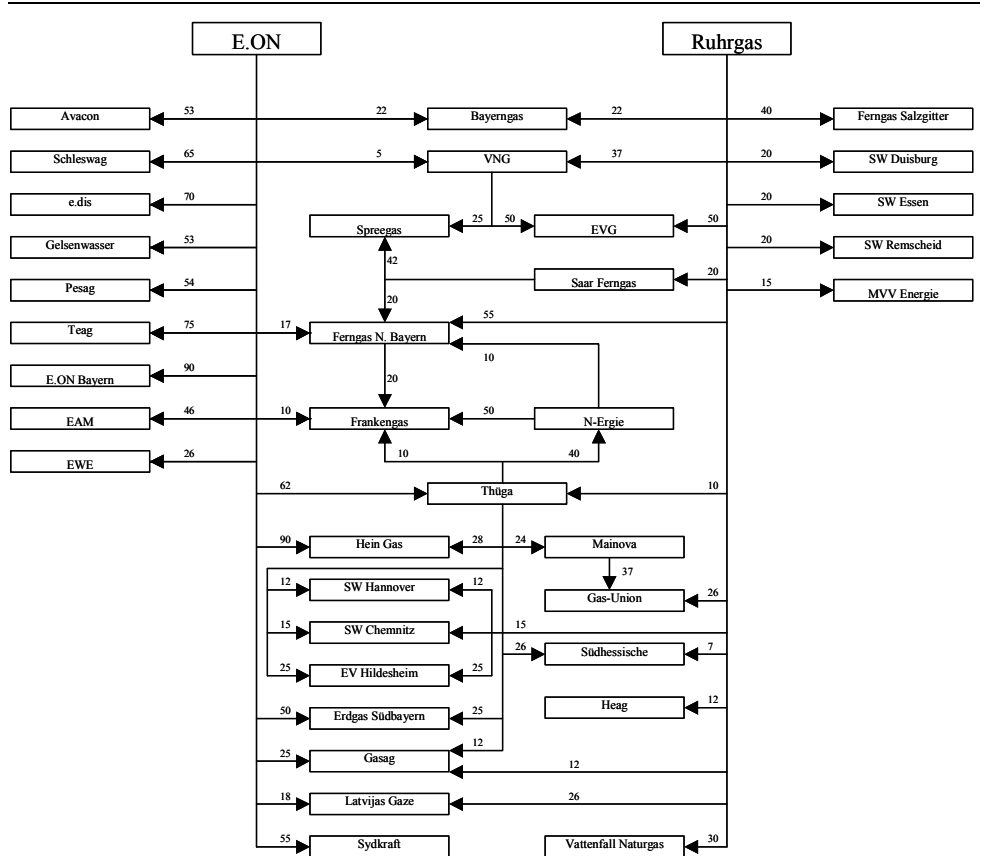 E.ON Ruhrgas
53 22 22 40
Avacon Bayerngas Ferngas Salzgitter
65 5 37 20
Schleswag VNG SW Duisburg
70 20
e.dis 25 50 50 SW Essen
Spreegas EVG
53 20
Gelsenwasser SW Remscheid
42
54 20 15
Pesag Saar Ferngas MVV Energie
20
75 17 55
Teag Ferngas N. Bayern
10
90
E.ON Bayern
20
46 10 50
EAM Frankengas N-Ergie
26 10 40
EWE
62 Thüga 10
90 Hein Gas 28 24 Mainova
37
12 SW Hannover 12
Gas-Union 26
15 SW Chemnitz 15
26 Südhessische 7
25 EV Hildesheim 25
Heag 12
50 Erdgas Südbayern 25
12
25 Gasag
12
18 Latvijas Gaze 26
55 Sydkraft Vattenfall Naturgas 30